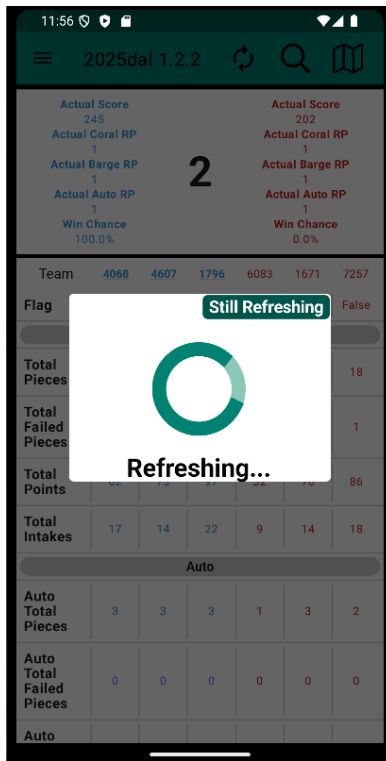 11:56
2025dal 1.2.2
Actual Score
245
Actual Coral RP
1
Actual Barge RP
1
Actual Auto RP
1
Win Chance
100.0%
2
Actual Score
202
Actual Coral RP
1
Actual Barge RP
1
Actual Auto RP
1
Win Chance
0.0%
Team 4068 4607 1796 6083 1671 7257
Flag False
Still Refreshing
Total
Pieces 18
Total
Failed
Pieces 1
Refreshing...
Total
Points 86
Total
Intakes 17 14 22 9 14 18
Auto
Auto
Total
Pieces 3 3 3 1 3 2
Auto
Total
Failed
Pieces 0 0 0 0 0 0
Auto